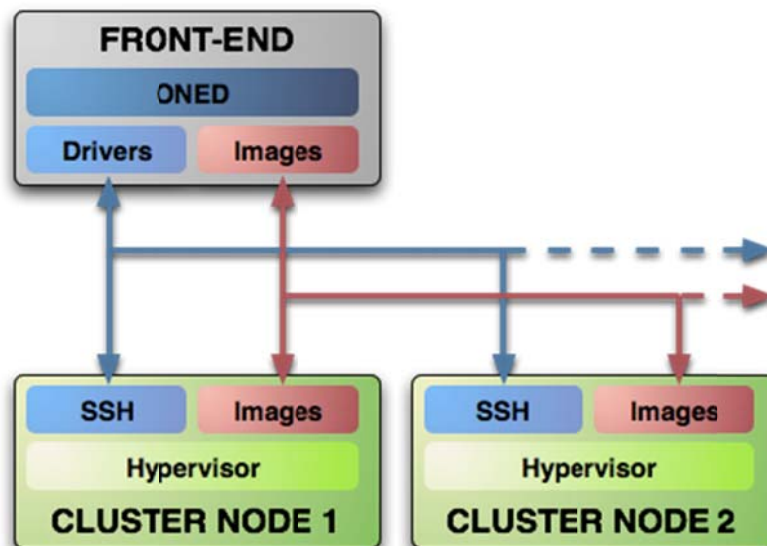 FRONT-END
ONED
Drivers Images
SSH Images
Hypervisor
CLUSTER NODE 1
SSH Images
Hypervisor
CLUSTER NODE 2